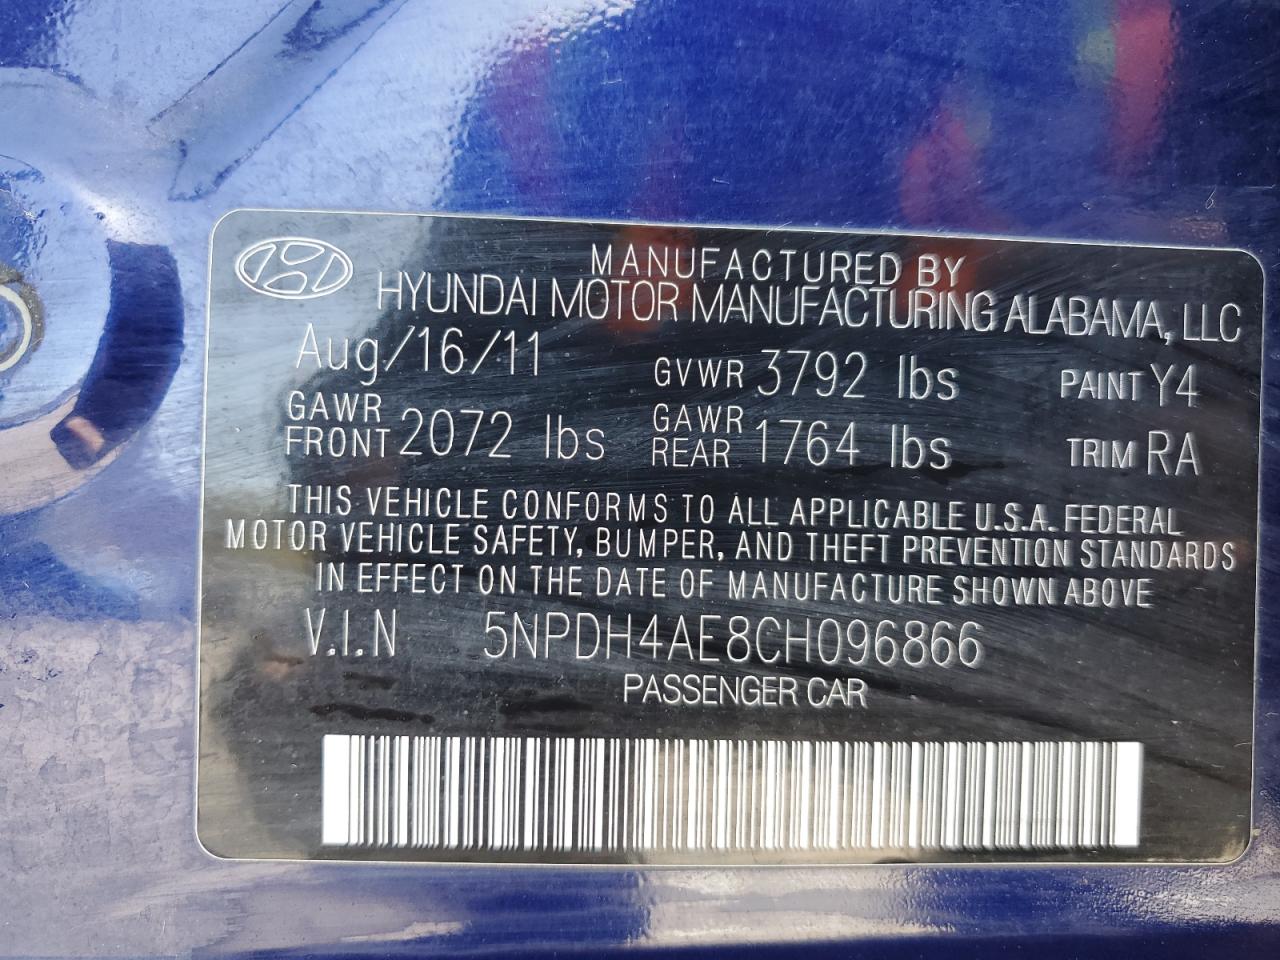 MANUFACTURED BY
HYUNDAI MOTOR MANUFACTURING ALABAMA, LLC
Aug/16/11 GVWR 3792 lbs PAINT Y4
GAWR FRONT 2072 lbs GAWR REAR 1764 lbs TRIM RA
THIS VEHICLE CONFORMS TO ALL APPLICABLE U.S.A. FEDERAL
MOTOR VEHICLE SAFETY, BUMPER, AND THEFT PREVENTION STANDARDS
IN EFFECT ON THE DATE OF MANUFACTURE SHOWN ABOVE
V.I.N 5NPDH4AE8CH096866
PASSENGER CAR